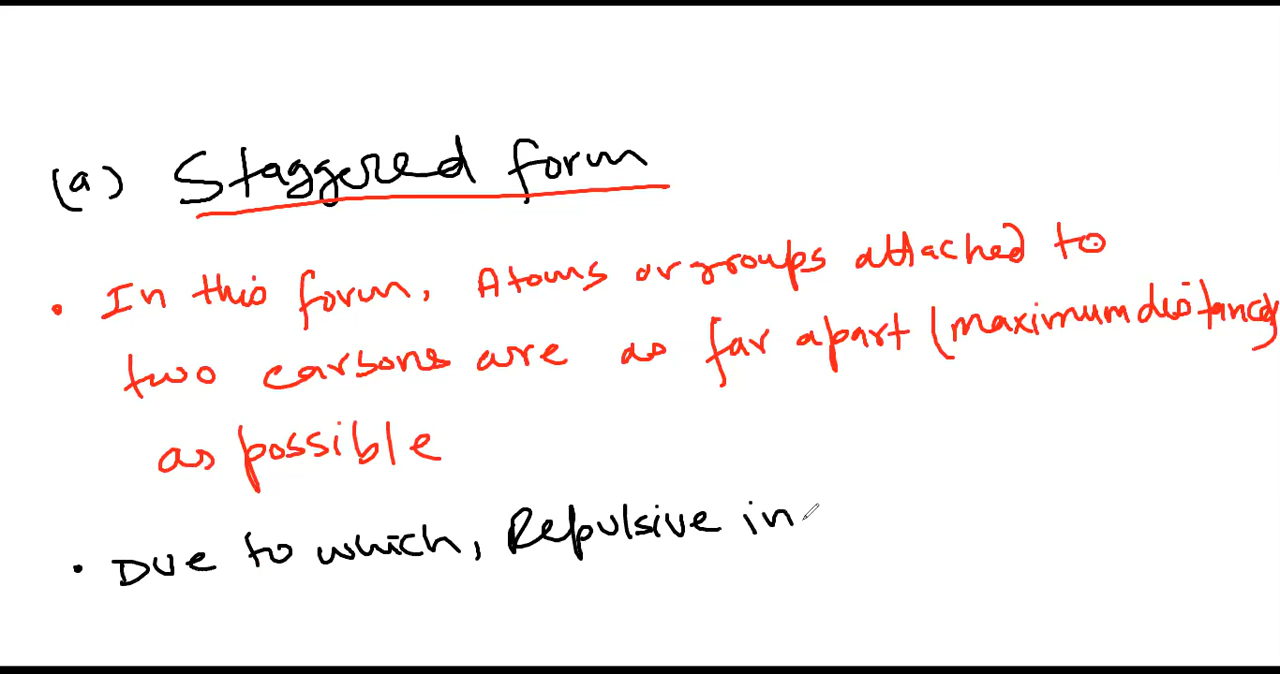 (a) Staggered form
• In this form, Atoms or groups attached to
two carbons are as far apart (maximum distance)
as possible
• Due to which, Repulsive in